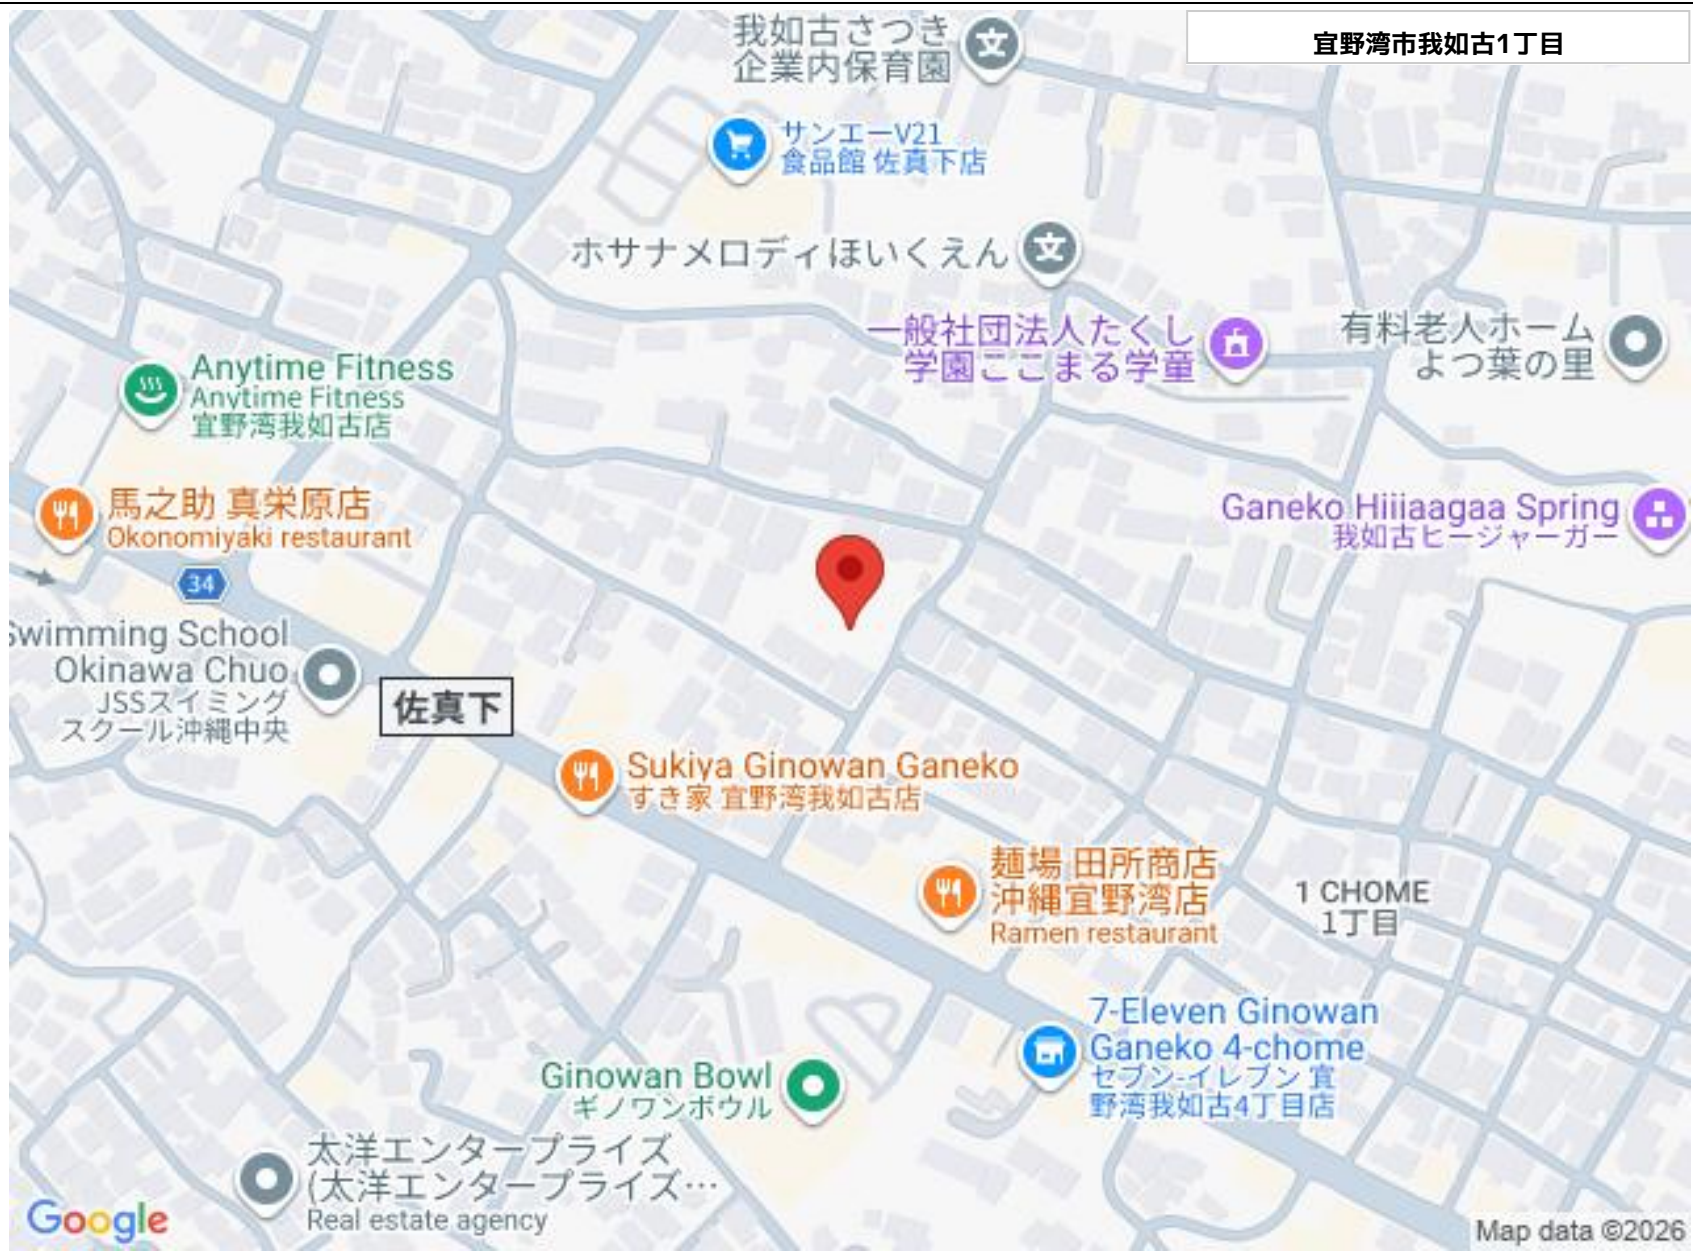 我如古さつき
企業内保育園
宜野湾市我如古1丁目
サンエーV21
食品館 佐真下店
ホサナメロディほいくえん
一般社団法人たくし
学園ここまる学童
有料老人ホーム
よつ葉の里
Anytime Fitness
Anytime Fitness
宜野湾我如古店
馬之助 真栄原店
Okonomiyaki restaurant
Ganeko Hiiiaagaa Spring
我如古ヒージャーガー
34
Swimming School
Okinawa Chuo
JSSスイミング
スクール沖縄中央
佐真下
Sukiya Ginowan Ganeko
すき家 宜野湾我如古店
麺場 田所商店
沖縄宜野湾店
Ramen restaurant
1 CHOME
1丁目
7-Eleven Ginowan
Ganeko 4-chome
セブン-イレブン 宜
野湾我如古4丁目店
Ginowan Bowl
ギノワンボウル
太洋エンタープライズ
(太洋エンタープライズ…
Real estate agency
Google
Map data ©2026